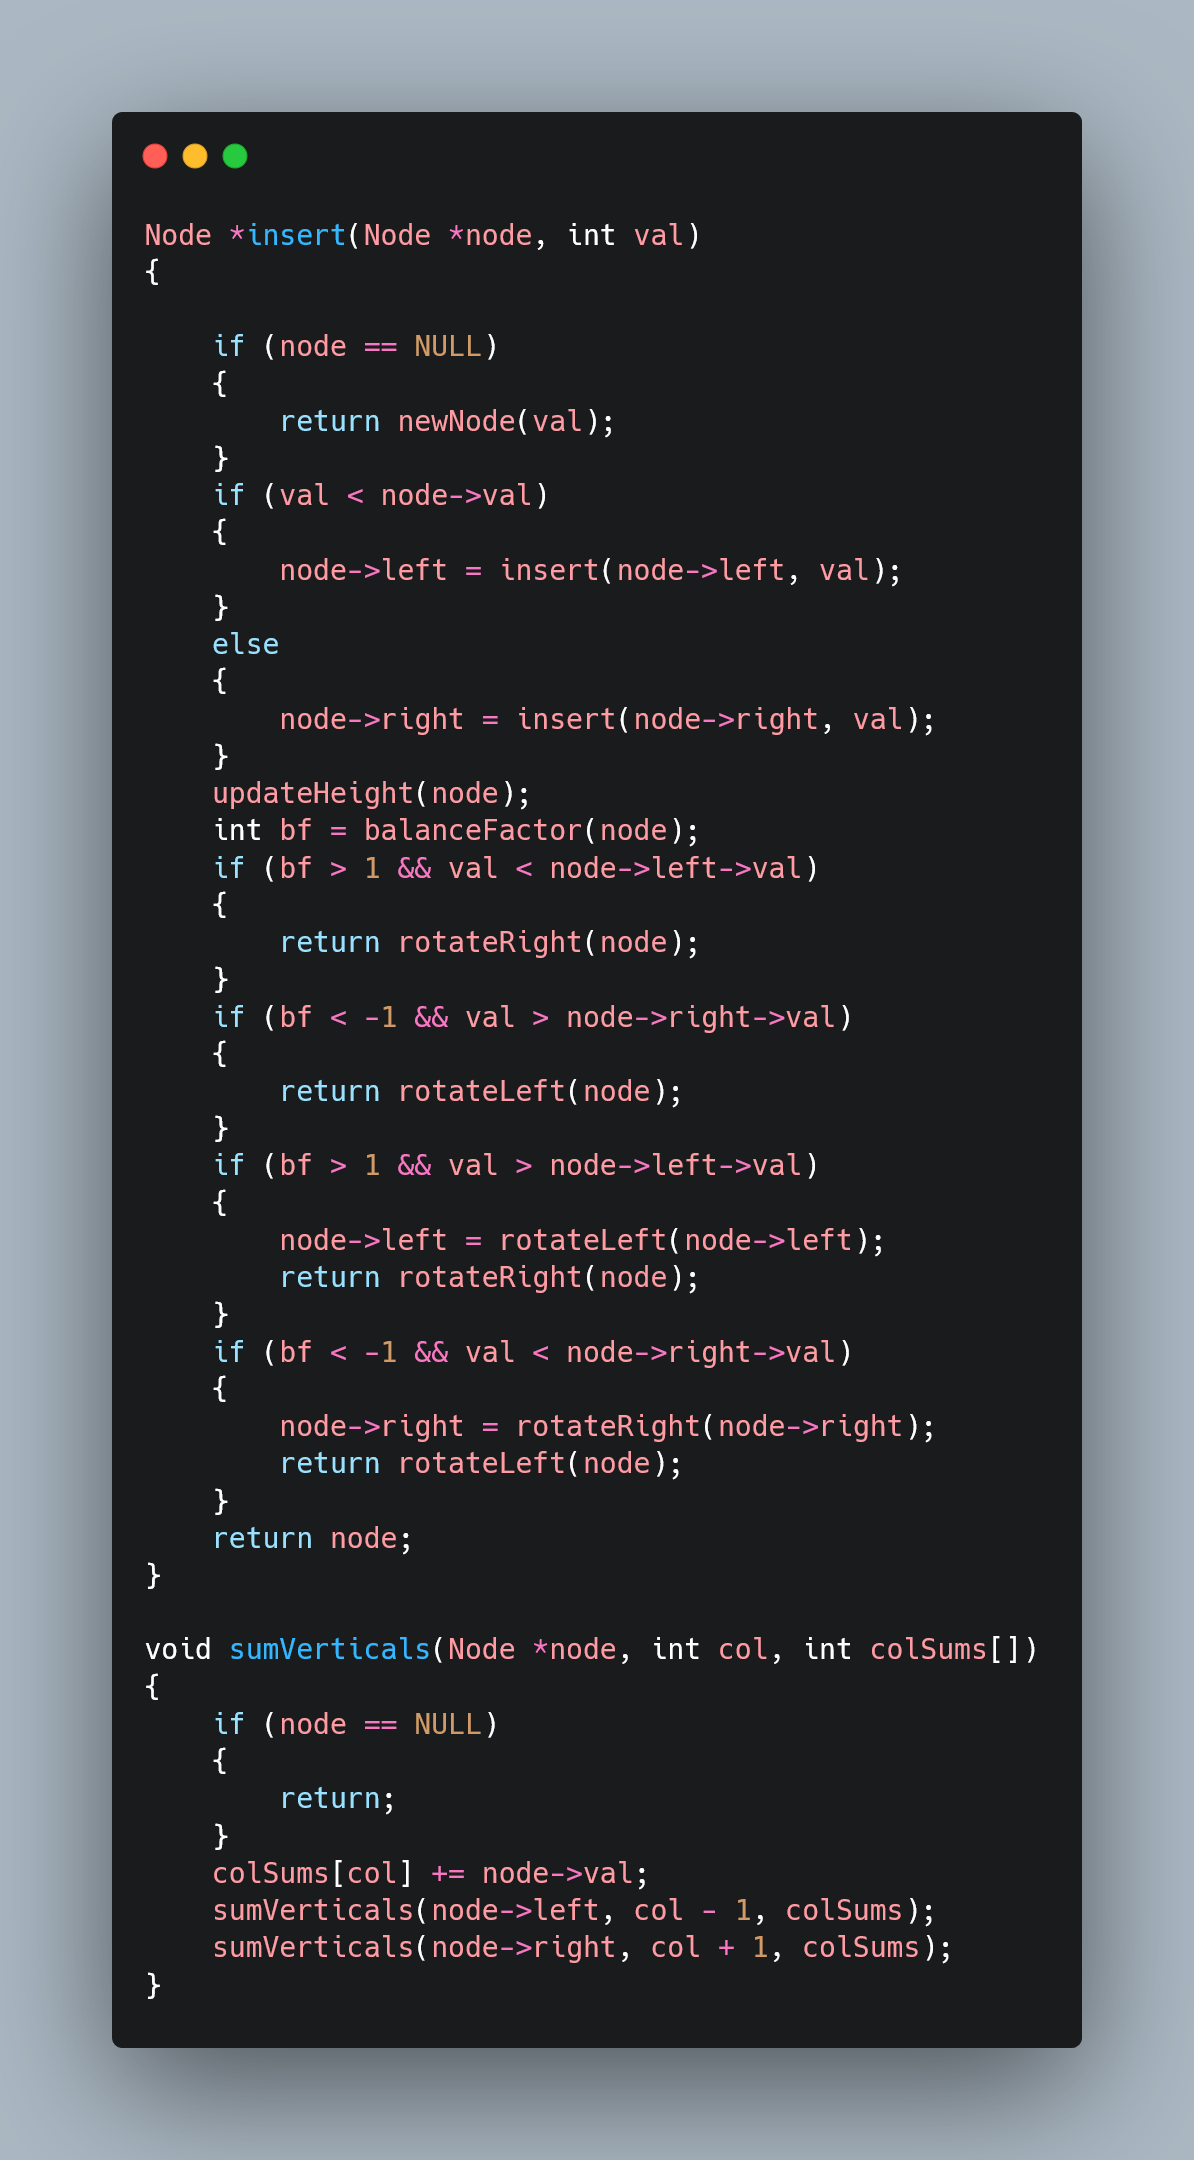 Node *insert(Node *node, int val)
{

    if (node == NULL)
    {
        return newNode(val);
    }
    if (val < node->val)
    {
        node->left = insert(node->left, val);
    }
    else
    {
        node->right = insert(node->right, val);
    }
    updateHeight(node);
    int bf = balanceFactor(node);
    if (bf > 1 && val < node->left->val)
    {
        return rotateRight(node);
    }
    if (bf < -1 && val > node->right->val)
    {
        return rotateLeft(node);
    }
    if (bf > 1 && val > node->left->val)
    {
        node->left = rotateLeft(node->left);
        return rotateRight(node);
    }
    if (bf < -1 && val < node->right->val)
    {
        node->right = rotateRight(node->right);
        return rotateLeft(node);
    }
    return node;
}

void sumVerticals(Node *node, int col, int colSums[])
{
    if (node == NULL)
    {
        return;
    }
    colSums[col] += node->val;
    sumVerticals(node->left, col - 1, colSums);
    sumVerticals(node->right, col + 1, colSums);
}